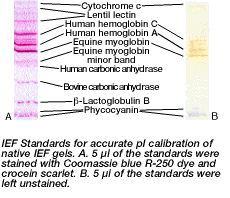 Cytochrome c
Lentil lectin
Human hemoglobin C
Human hemoglobin A
Equine myoglobin
Equine myoglobin
minor band
Human carbonic anhydrase
Bovine carbonic anhydrase
β-Lactoglobulin B
Phycocyanin
A
B
IEF Standards for accurate pI calibration of
native IEF gels. A. 5 µl of the standards were
stained with Coomassie blue R-250 dye and
crocein scarlet. B. 5 µl of the standards were
left unstained.